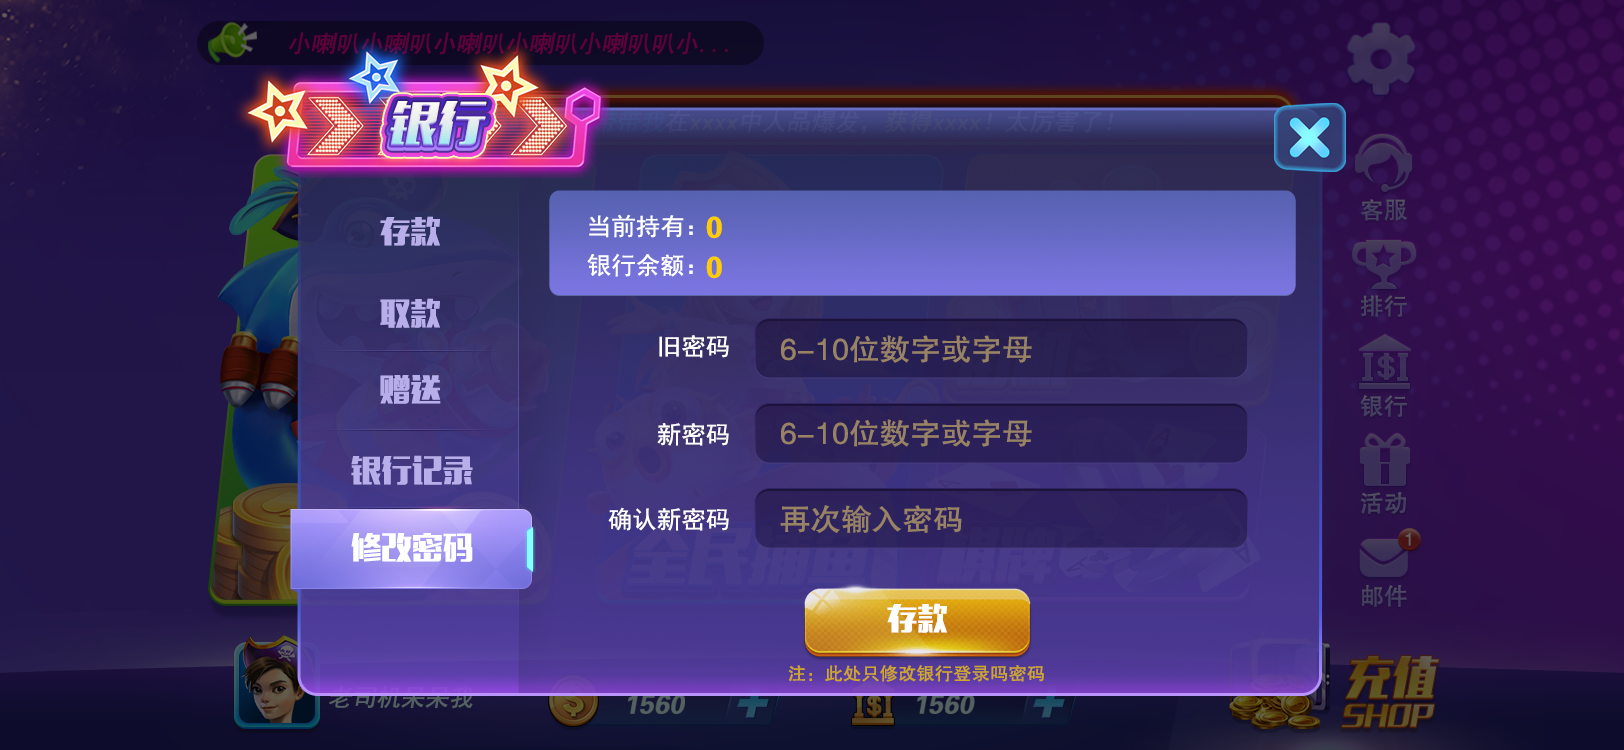 小喇叭小喇叭小喇叭小喇叭小喇叭叭小...
银行
存款
取款
赠送
银行记录
修改密码
当前持有：0
银行余额：0
旧密码 6-10位数字或字母
新密码 6-10位数字或字母
确认新密码 再次输入密码
存款
注：此处只修改银行登录吗密码
客服
排行
银行
活动
1
邮件
1560
1560
充值
SHOP